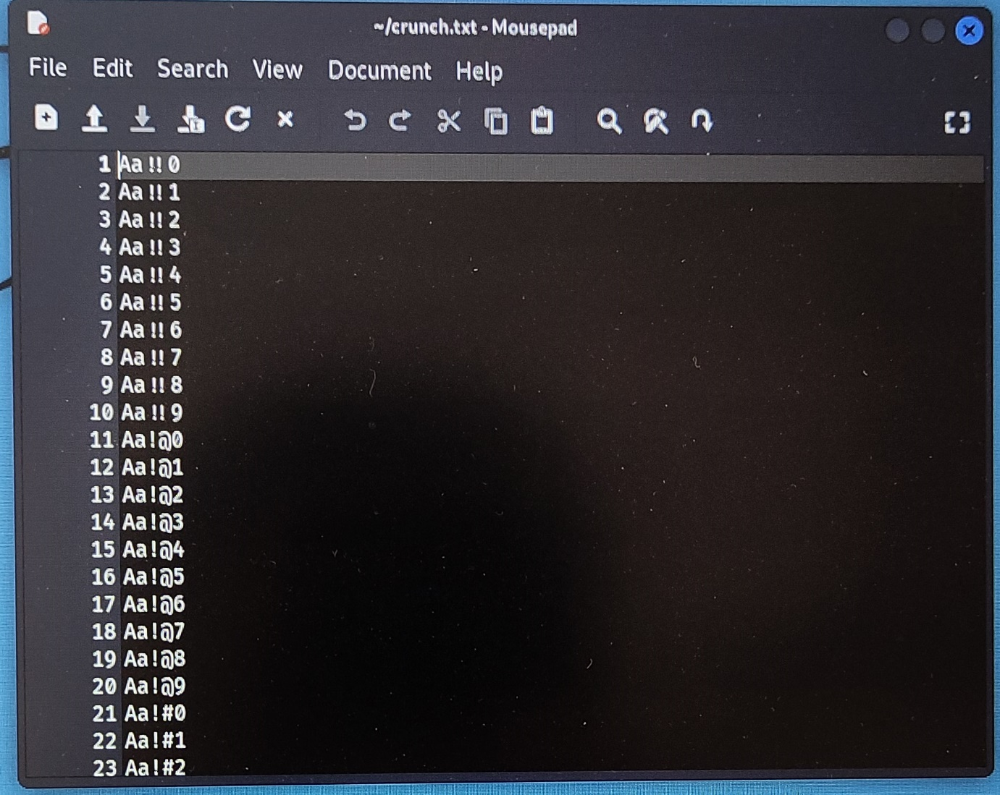 ~/crunch.txt - Mousepad
File Edit Search View Document Help
1 Aa!!0
2 Aa!!1
3 Aa!!2
4 Aa!!3
5 Aa!!4
6 Aa!!5
7 Aa!!6
8 Aa!!7
9 Aa!!8
10 Aa!!9
11 Aa!@0
12 Aa!@1
13 Aa!@2
14 Aa!@3
15 Aa!@4
16 Aa!@5
17 Aa!@6
18 Aa!@7
19 Aa!@8
20 Aa!@9
21 Aa!#0
22 Aa!#1
23 Aa!#2